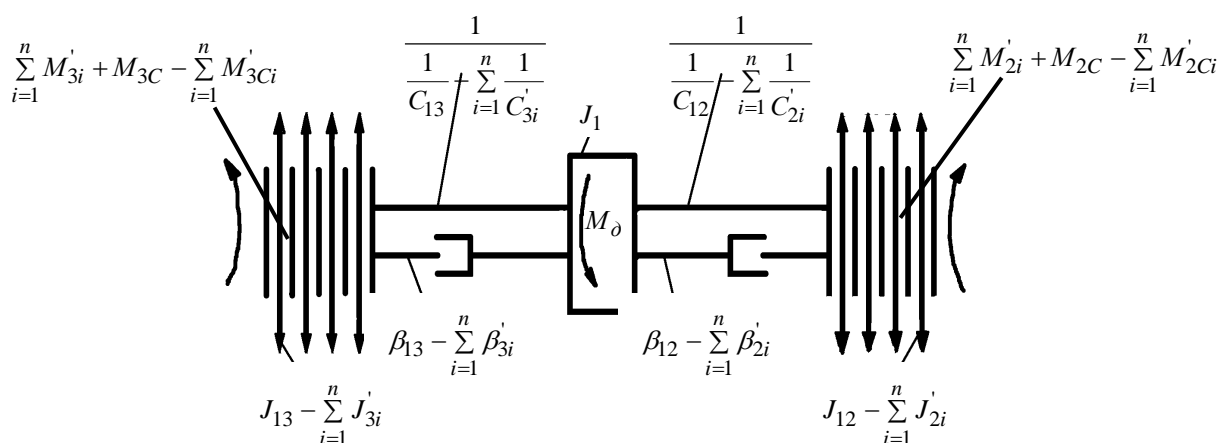 \sum_{i=1}^{n} M'_{3i} + M_{3C} - \sum_{i=1}^{n} M'_{3Ci}
\frac{1}{\frac{1}{C_{13}} - \sum_{i=1}^{n} \frac{1}{C'_{3i}}}
\frac{1}{\frac{1}{C_{12}} - \sum_{i=1}^{n} \frac{1}{C'_{2i}}}
\sum_{i=1}^{n} M'_{2i} + M_{2C} - \sum_{i=1}^{n} M'_{2Ci}
J_1
M_∂
\beta_{13} - \sum_{i=1}^{n} \beta'_{3i}
\beta_{12} - \sum_{i=1}^{n} \beta'_{2i}
J_{13} - \sum_{i=1}^{n} J'_{3i}
J_{12} - \sum_{i=1}^{n} J'_{2i}